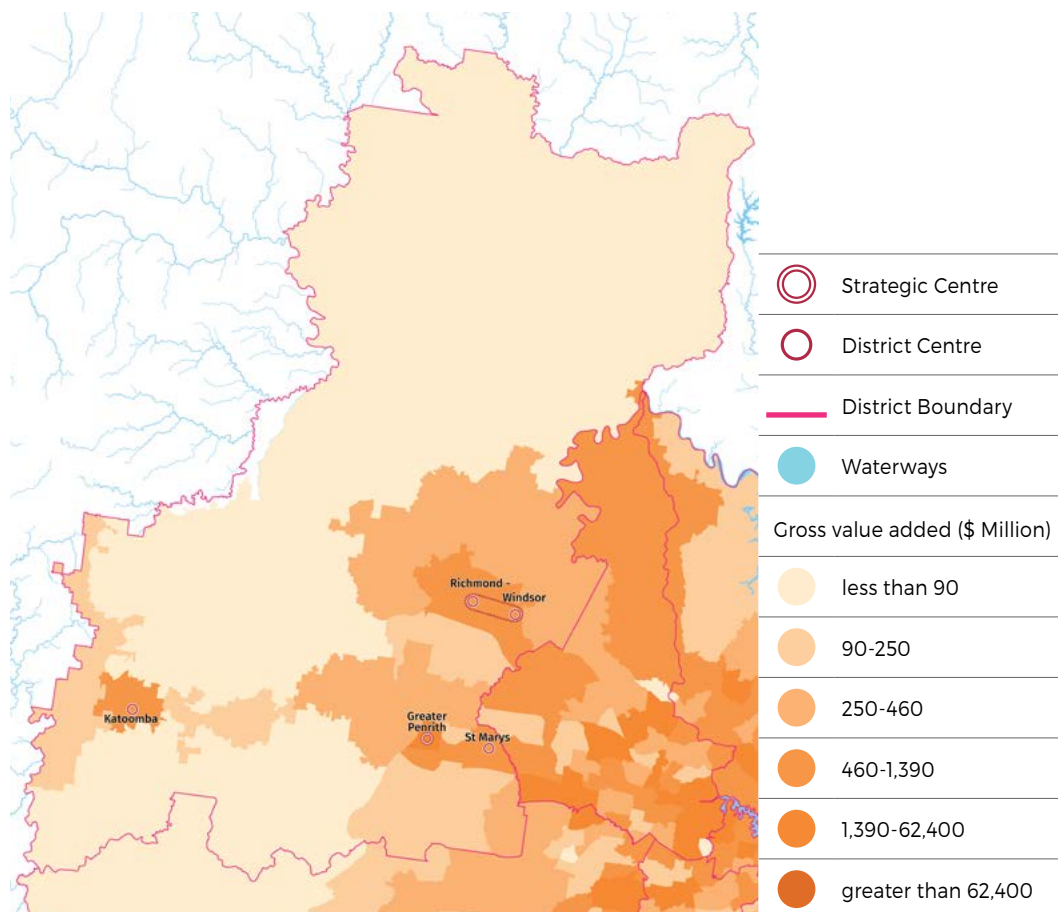 Richmond -
Windsor
Katoomba
Greater
Penrith
St Marys
Strategic Centre
District Centre
District Boundary
Waterways
Gross value added ($ Million)
less than 90
90-250
250-460
460-1,390
1,390-62,400
greater than 62,400